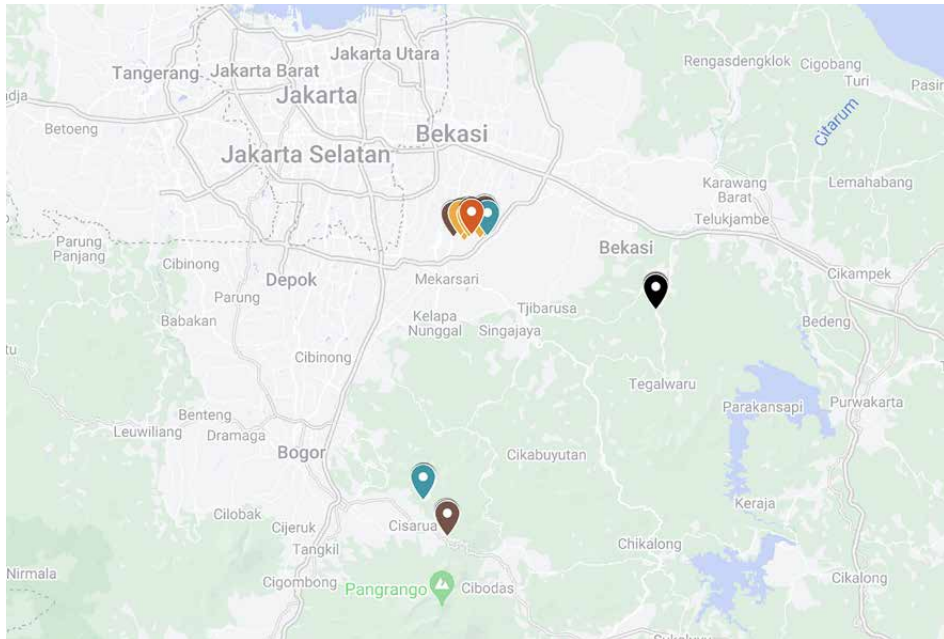 Rengasdengklok
Cigobang
Turi
Pasir
Jakarta Utara
Tangerang
Jakarta Barat
Jakarta
adja
Betoeng
Bekasi
Jakarta Selatan
Citarum
Lemahabang
Karawang
Barat
Telukjambe
Parung
Panjang
Cibinong
Depok
Mekarsari
Bekasi
Cikampek
Parung
Babakan
Kelapa
Nunggal
Tjibarusa
Singajaya
Bedeng
Cibinong
Tegalwaru
Parakansapi
Purwakarta
Benteng
Leuwiliang
Dramaga
Bogor
Cikabuyutan
Keraja
Cilobak
Cijeruk
Cisarua
Tangkil
Chikalong
Nirmala
Cigombong
Pangrango
Cibodas
Cikalong